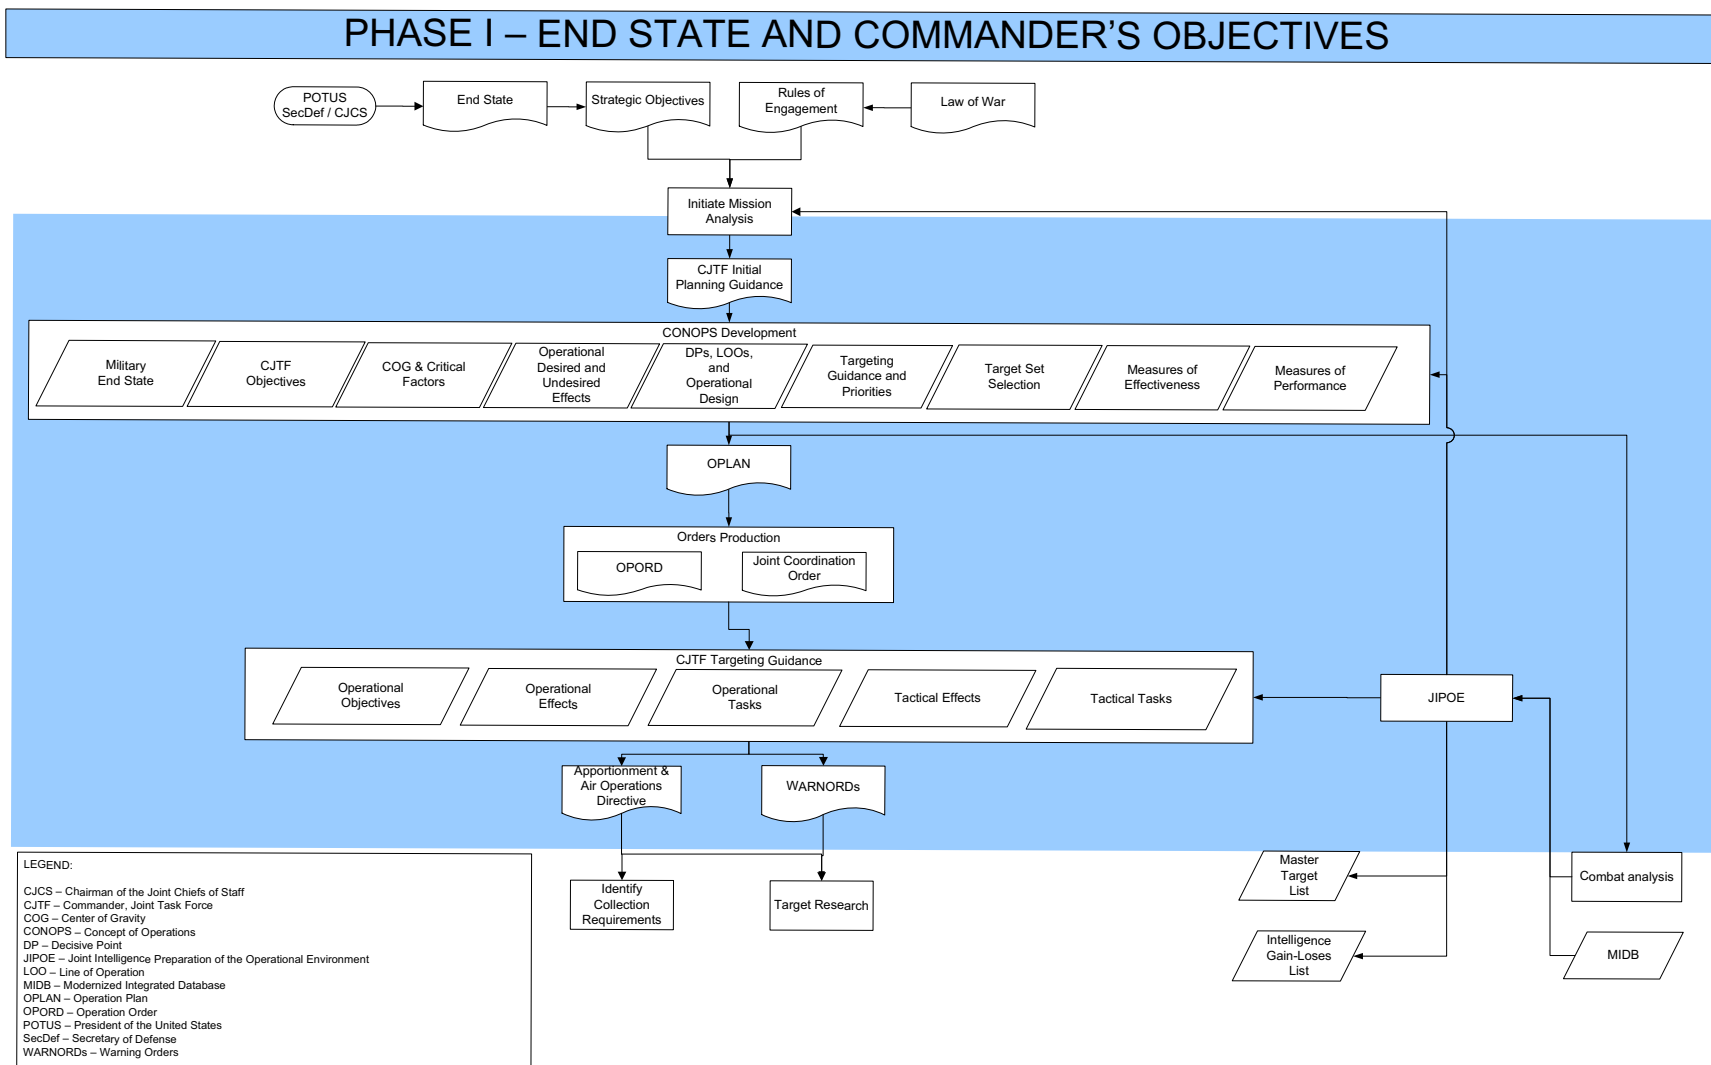 PHASE I – END STATE AND COMMANDER'S OBJECTIVES
POTUS
SecDef / CJCS
End State
Strategic Objectives
Rules of
Engagement
Law of War
Initiate Mission
Analysis
CJTF Initial
Planning Guidance
CONOPS Development
Military
End State
CJTF
Objectives
COG & Critical
Factors
Operational
Desired and
Undesired
Effects
DPs, LOOs,
and
Operational
Design
Targeting
Guidance and
Priorities
Target Set
Selection
Measures of
Effectiveness
Measures of
Performance
OPLAN
Orders Production
OPORD
Joint Coordination
Order
CJTF Targeting Guidance
Operational
Objectives
Operational
Effects
Operational
Tasks
Tactical Effects
Tactical Tasks
JIPOE
Apportionment &
Air Operations
Directive
WARNORDs
Identify
Collection
Requirements
Target Research
Master
Target
List
Combat analysis
Intelligence
Gain-Loses
List
MIDB
LEGEND:
CJCS – Chairman of the Joint Chiefs of Staff
CJTF – Commander, Joint Task Force
COG – Center of Gravity
CONOPS – Concept of Operations
DP – Decisive Point
JIPOE – Joint Intelligence Preparation of the Operational Environment
LOO – Line of Operation
MIDB – Modernized Integrated Database
OPLAN – Operation Plan
OPORD – Operation Order
POTUS – President of the United States
SecDef – Secretary of Defense
WARNORDs – Warning Orders